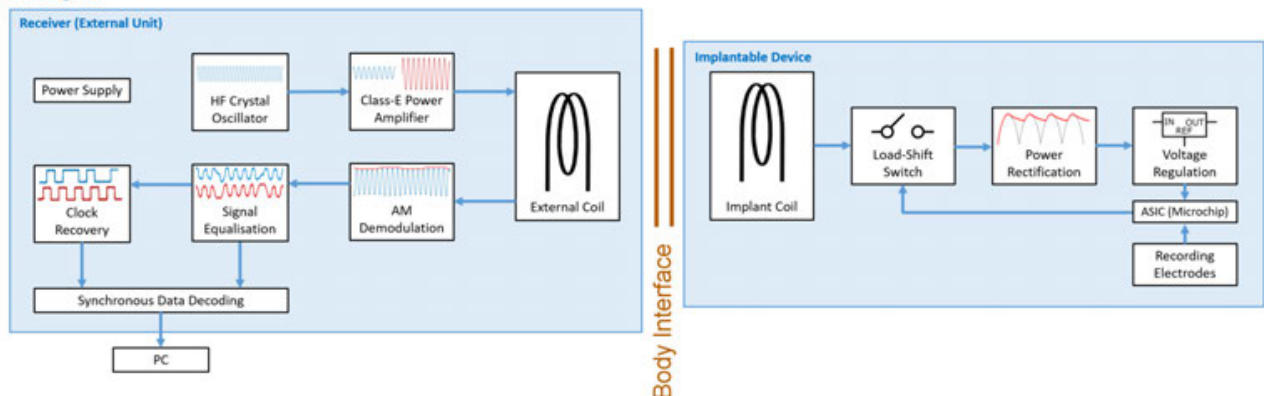 Receiver (External Unit)
Power Supply
HF Crystal
Oscillator
Class-E Power
Amplifier
External Coil
Clock
Recovery
Signal
Equalisation
AM
Demodulation
Synchronous Data Decoding
PC
Body Interface
Implantable Device
Implant Coil
Load-Shift
Switch
Power
Rectification
IN OUT
REF
Voltage
Regulation
ASIC (Microchip)
Recording
Electrodes